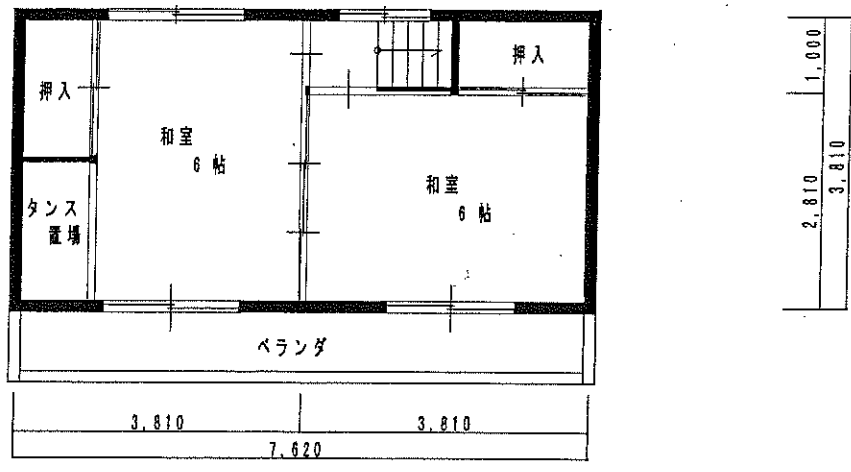 押入
和室
6 帖
タンス
置場
押入
和室
6 帖
ベランダ
1,000
2,810
3,810
3,810
3,810
7,620